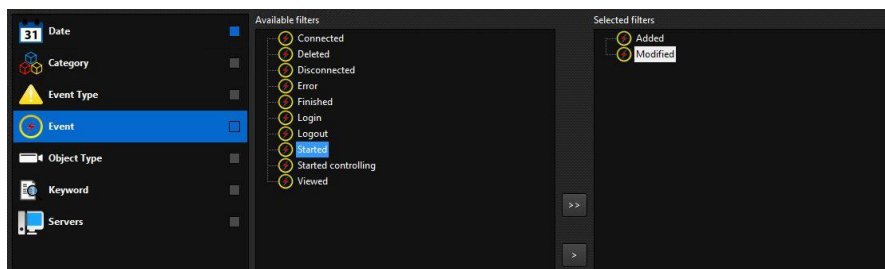 31
Date
Category
Event Type
Event
Object Type
Keyword
Servers
Available filters
Connected
Deleted
Disconnected
Error
Finished
Login
Logout
Started
Started controlling
Viewed
>>
>
Selected filters
Added
Modified